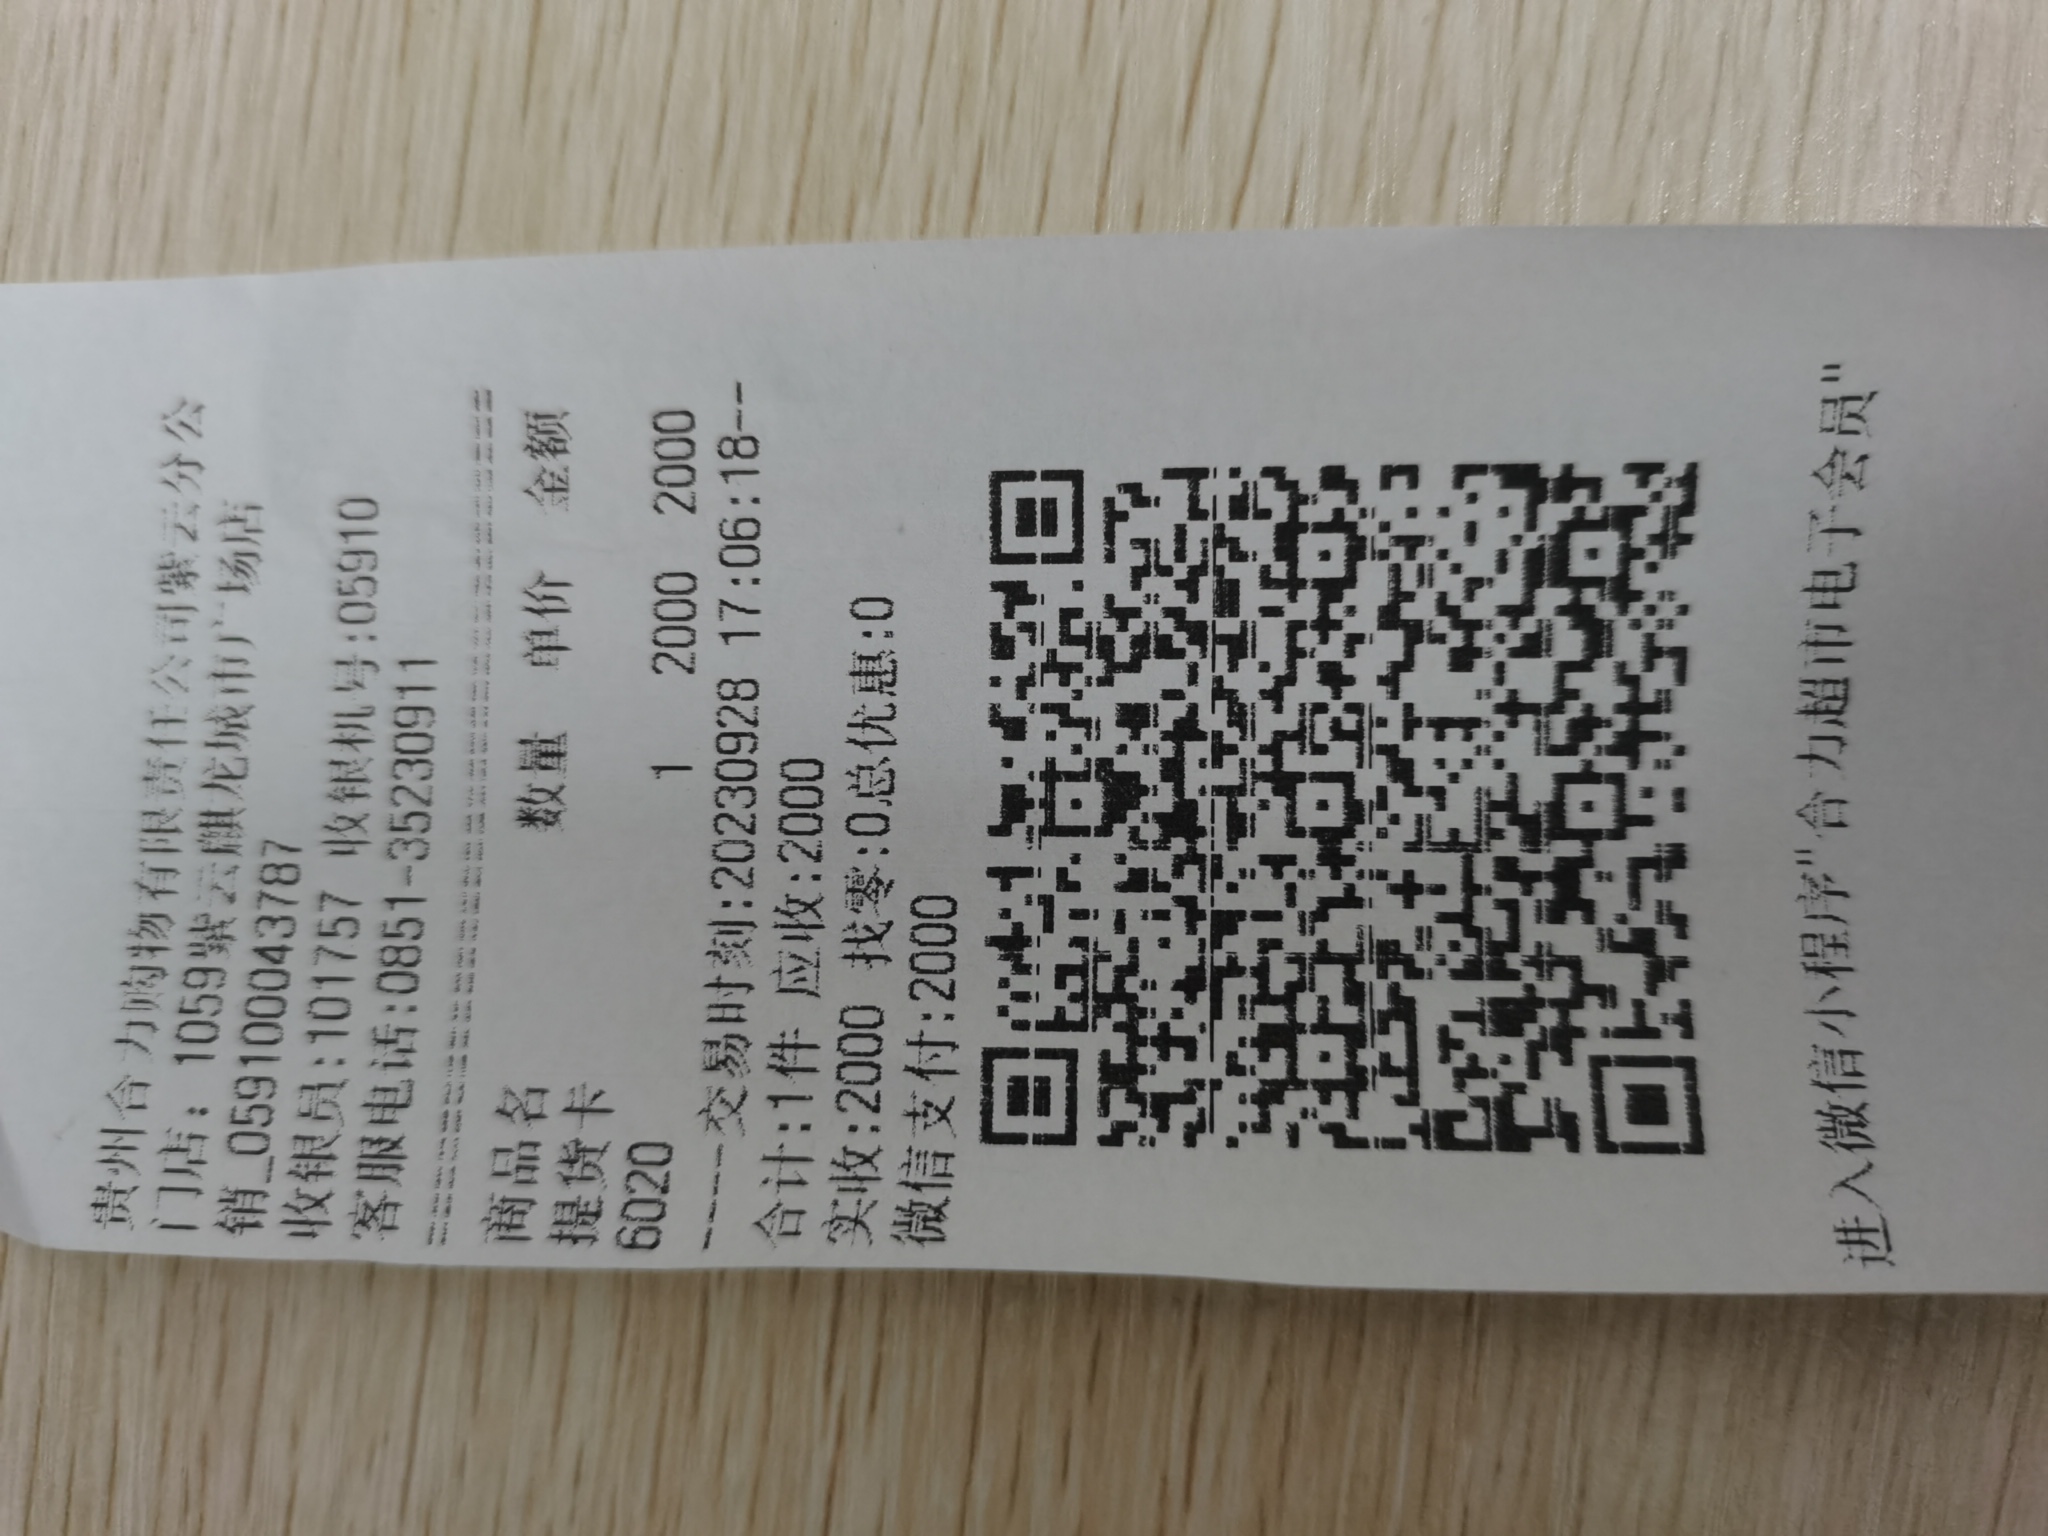 贵州合力购物有限责任公司紫云分公
门店: 1059紫云麒龙城市广场店
销_0591000043787
收银员:101757 收银机号:05910
客服电话:0851-35230911
================================
商品名 数量 单价 金额
提货卡
6020 1 2000 2000
----交易时刻:20230928 17:06:18--
合计:1件 应收:2000
实收:2000 找零:0总优惠:0
微信支付:2000
进入微信小程序"合力超市电子会员"